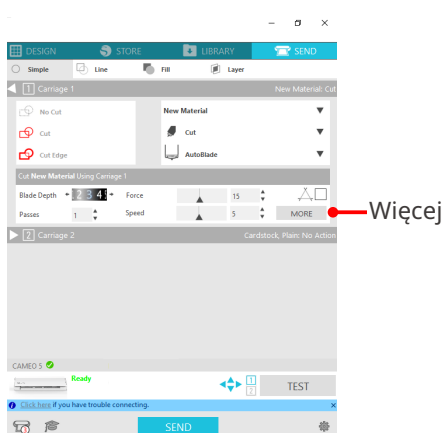 DESIGN STORE LIBRARY SEND
Simple Line Fill Layer
1 Carriage 1 New Material: Cut
No Cut
Cut
Cut Edge
New Material
Cut
AutoBlade
Cut New Material Using Carriage 1
Blade Depth 2 3 4 Force 15
Passes 1 Speed 5 MORE
Więcej
2 Carriage 2 Cardstock, Plain: No Action
CAMEO 5
Ready
1
2
TEST
Click here if you have trouble connecting.
SEND